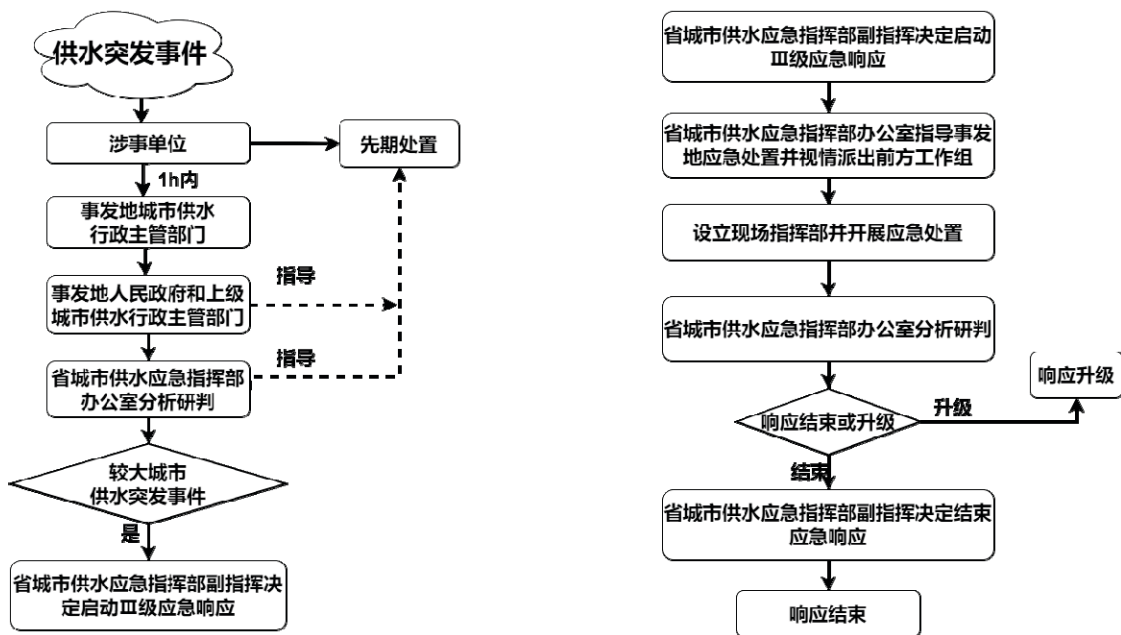 供水突发事件
涉事单位
先期处置
1h内
事发地城市供水
行政主管部门
指导
事发地人民政府和上级
城市供水行政主管部门
指导
省城市供水应急指挥部
办公室分析研判
较大城市
供水突发事件
是
省城市供水应急指挥部副指挥决
定启动Ⅲ级应急响应
省城市供水应急指挥部副指挥决定启动
Ⅲ级应急响应
省城市供水应急指挥部办公室指导事发
地应急处置并视情派出前方工作组
设立现场指挥部并开展应急处置
省城市供水应急指挥部办公室分析研判
响应升级
升级
响应结束或升级
结束
省城市供水应急指挥部副指挥决定结束
应急响应
响应结束